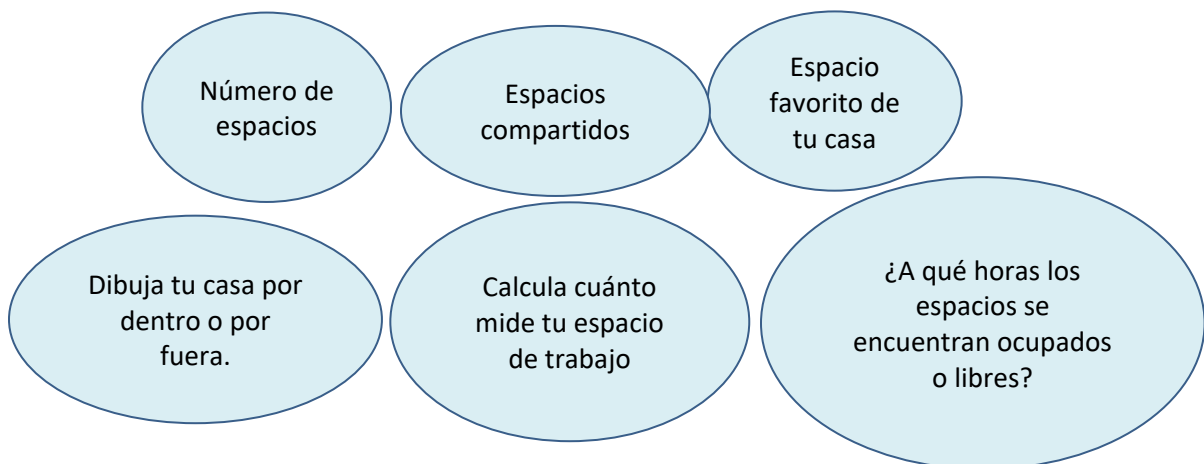 Número de
espacios
Espacios
compartidos
Espacio
favorito de
tu casa
Dibuja tu casa por
dentro o por
fuera.
Calcula cuánto
mide tu espacio
de trabajo
¿A qué horas los
espacios se
encuentran ocupados
o libres?